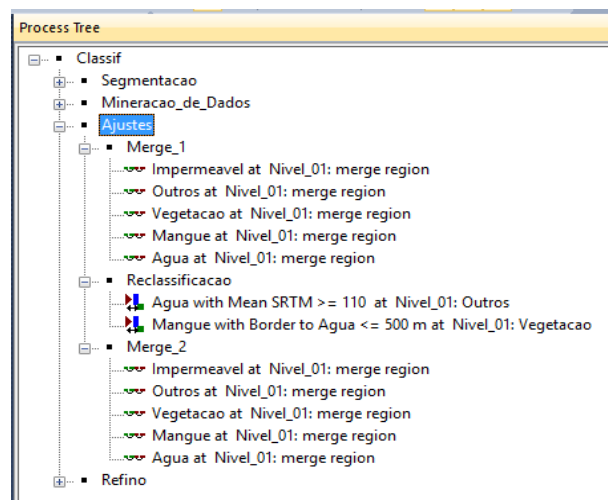 Process Tree
Classif
Segmentacao
Mineracao_de_Dados
Ajustes
Merge_1
Impermeavel at Nivel_01: merge region
Outros at Nivel_01: merge region
Vegetacao at Nivel_01: merge region
Mangue at Nivel_01: merge region
Agua at Nivel_01: merge region
Reclassificacao
Agua with Mean SRTM >= 110 at Nivel_01: Outros
Mangue with Border to Agua <= 500 m at Nivel_01: Vegetacao
Merge_2
Impermeavel at Nivel_01: merge region
Outros at Nivel_01: merge region
Vegetacao at Nivel_01: merge region
Mangue at Nivel_01: merge region
Agua at Nivel_01: merge region
Refino